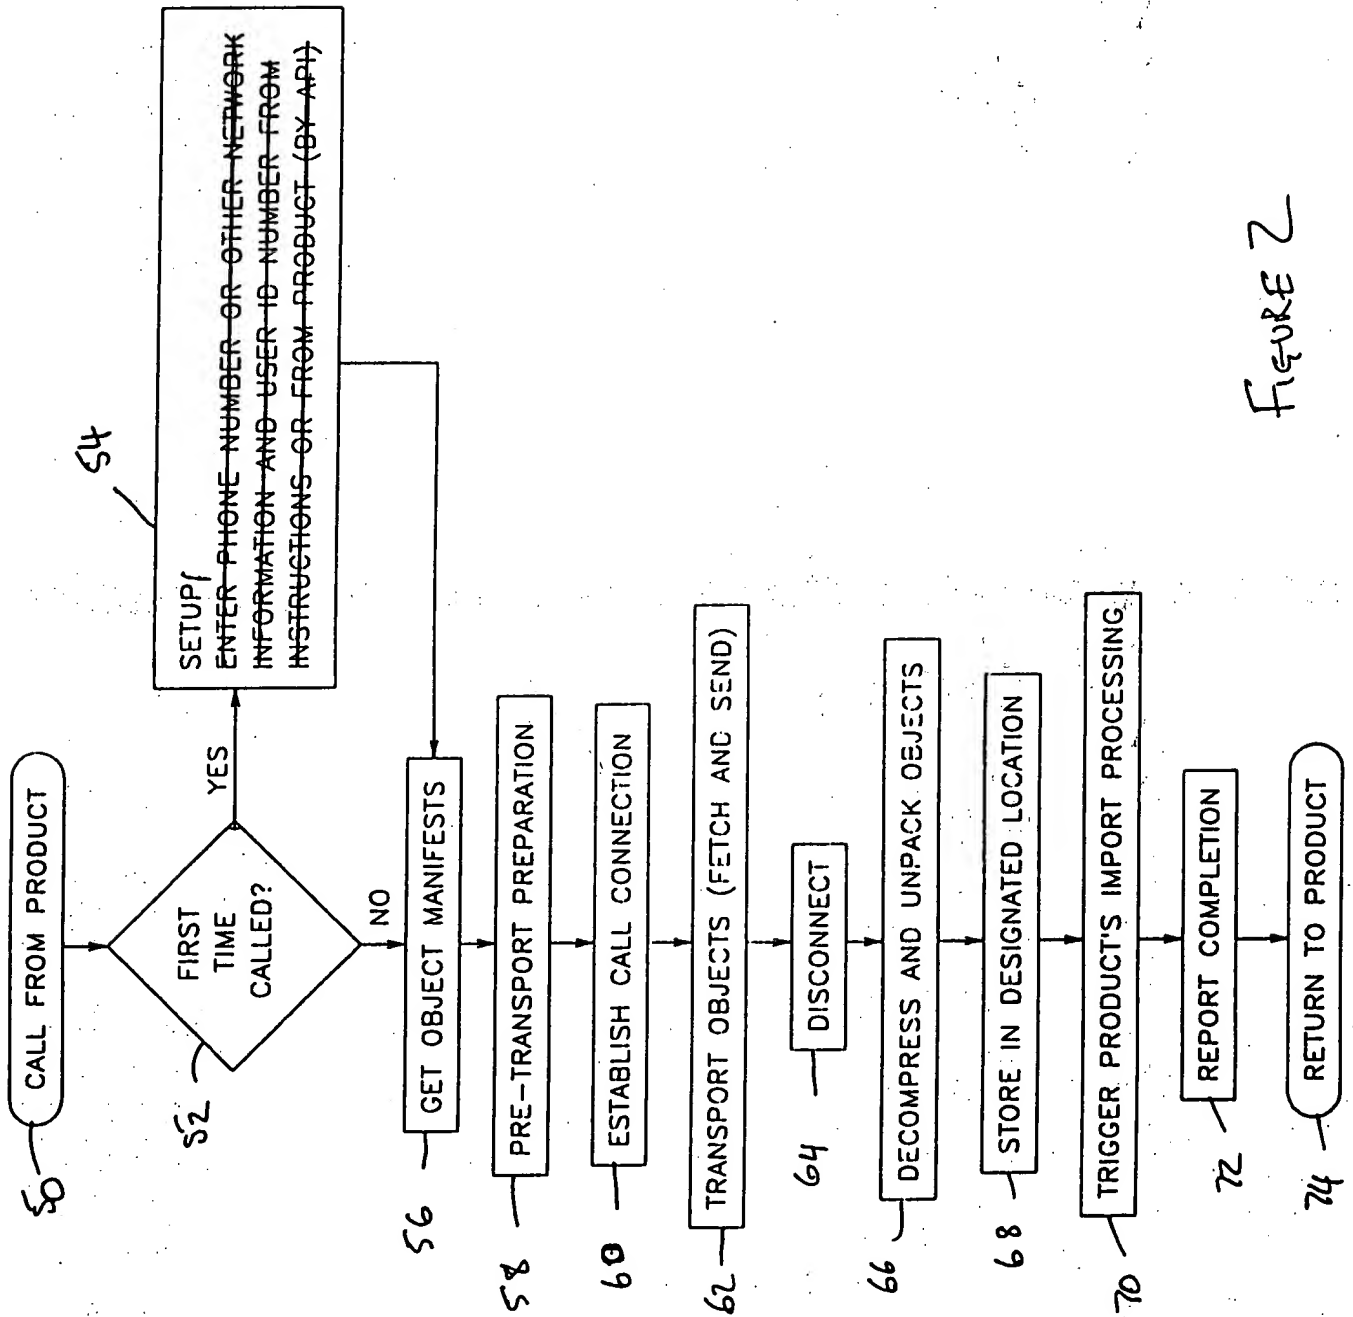 50
CALL FROM PRODUCT
52
FIRST
TIME
CALLED?
YES
54
SETUP
ENTER PHONE NUMBER OR OTHER NETWORK
INFORMATION AND USER ID NUMBER FROM
INSTRUCTIONS OR FROM PRODUCT (BY API)
NO
56
GET OBJECT MANIFESTS
58
PRE-TRANSPORT PREPARATION
60
ESTABLISH CALL CONNECTION
62
TRANSPORT OBJECTS (FETCH AND SEND)
64
DISCONNECT
66
DECOMPRESS AND UNPACK OBJECTS
68
STORE IN DESIGNATED LOCATION
70
TRIGGER PRODUCTS IMPORT PROCESSING
72
REPORT COMPLETION
74
RETURN TO PRODUCT
FIGURE 2